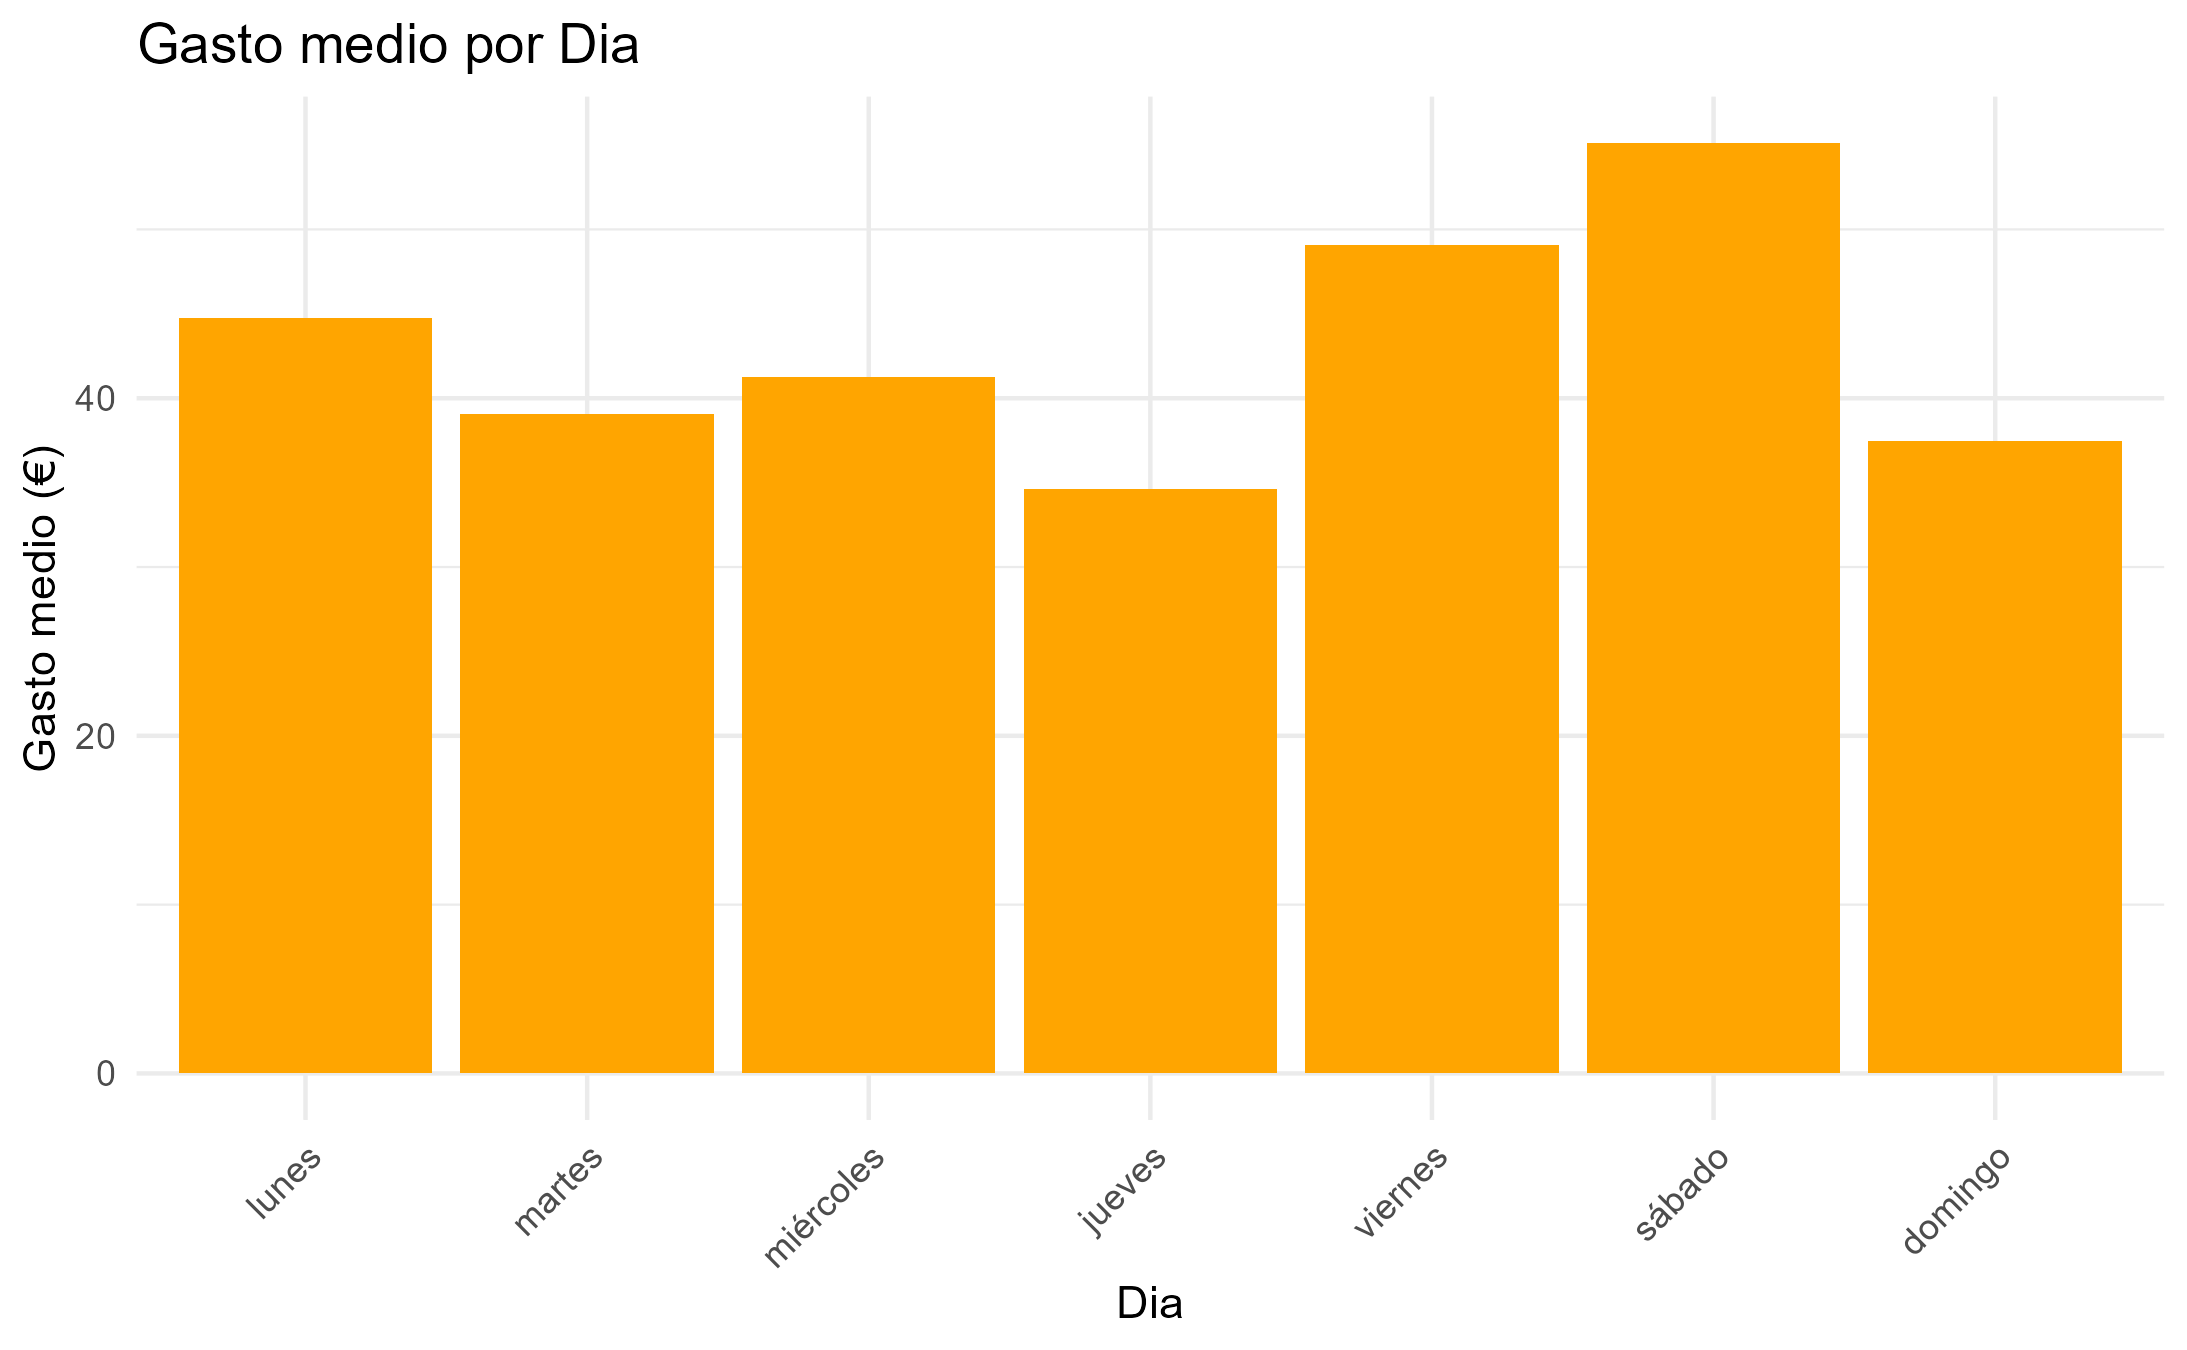 Gasto medio por Dia
Gasto medio (€)
40
20
0
lunes
martes
miércoles
jueves
viernes
sábado
domingo
Dia